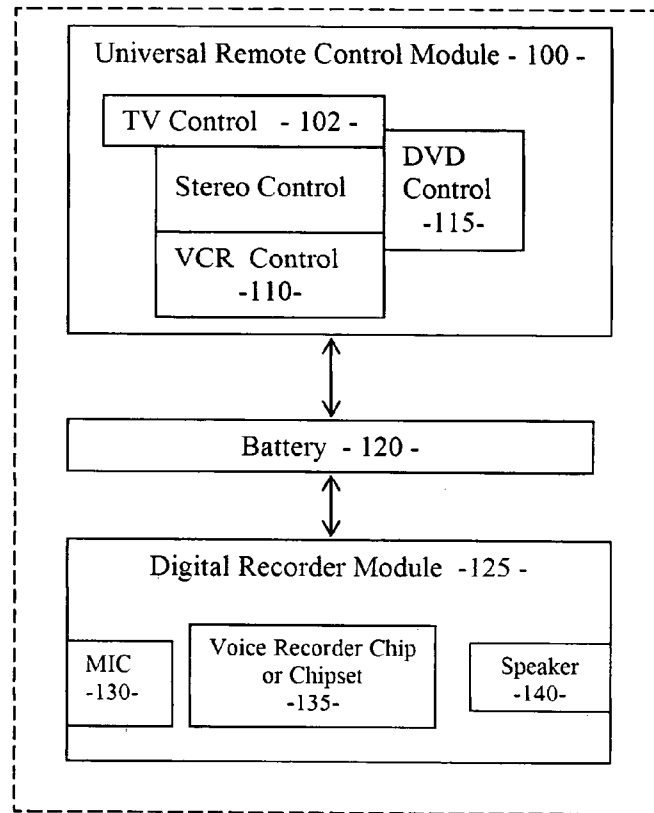 Universal Remote Control Module - 100 -
TV Control - 102 -
Stereo Control
DVD
Control
-115-
VCR Control
-110-
Battery - 120 -
Digital Recorder Module -125 -
MIC
-130-
Voice Recorder Chip
or Chipset
-135-
Speaker
-140-